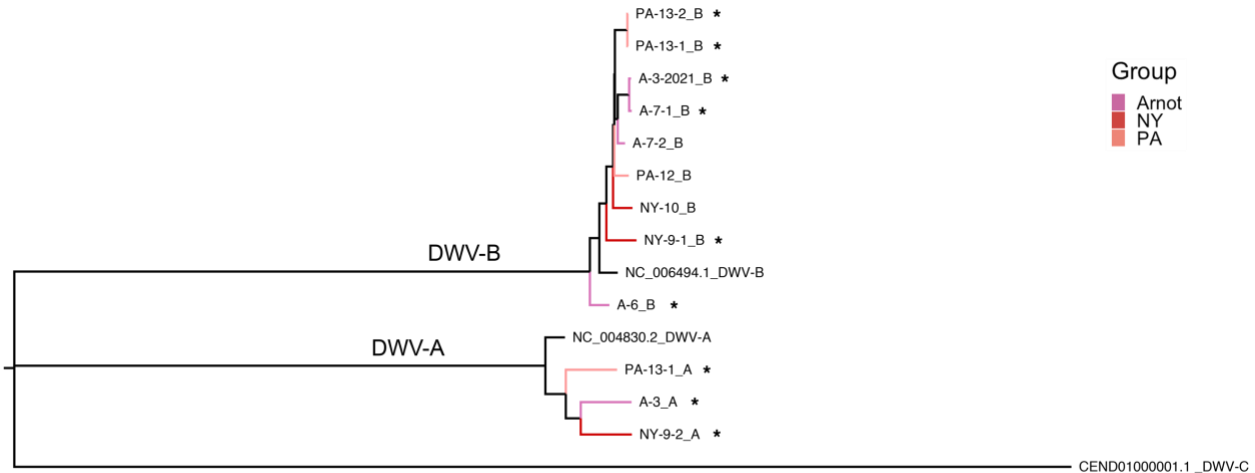 PA-13-2_B *
PA-13-1_B *
A-3-2021_B *
A-7-1_B *
A-7-2_B
PA-12_B
NY-10_B
NY-9-1_B *
DWV-B
NC_006494.1_DWV-B
A-6_B *
NC_004830.2_DWV-A
DWV-A
PA-13-1_A *
A-3_A *
NY-9-2_A *
CEND01000001.1 _DWV-C
Group
Arnot
NY
PA